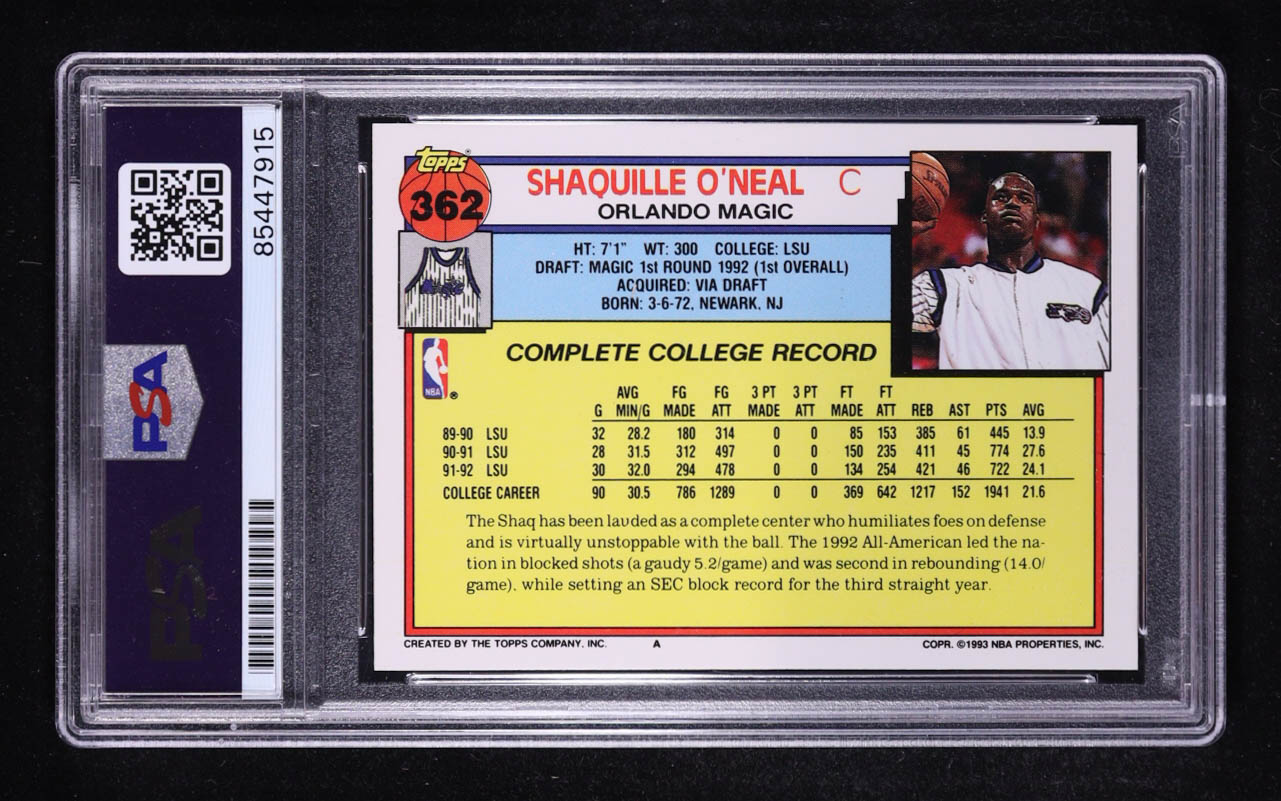 85447915
PSA
PSA
Topps
362
SHAQUILLE O'NEAL C
ORLANDO MAGIC
HT: 7'1" WT: 300 COLLEGE: LSU
DRAFT: MAGIC 1st ROUND 1992 (1st OVERALL)
ACQUIRED: VIA DRAFT
BORN: 3-6-72, NEWARK, NJ
Magic
NBA ®
COMPLETE COLLEGE RECORD
AVG FG FG 3 PT 3 PT FT FT
G MIN/G MADE ATT MADE ATT MADE ATT REB AST PTS AVG
89-90 LSU 32 28.2 180 314 0 0 85 153 385 61 445 13.9
90-91 LSU 28 31.5 312 497 0 0 150 235 411 45 774 27.6
91-92 LSU 30 32.0 294 478 0 0 134 254 421 46 722 24.1
COLLEGE CAREER 90 30.5 786 1289 0 0 369 642 1217 152 1941 21.6
The Shaq has been lauded as a complete center who humiliates foes on defense
and is virtually unstoppable with the ball. The 1992 All-American led the na-
tion in blocked shots (a gaudy 5.2/game) and was second in rebounding (14.0/
game), while setting an SEC block record for the third straight year.
CREATED BY THE TOPPS COMPANY, INC. A COPR. ©1993 NBA PROPERTIES, INC.
PSA